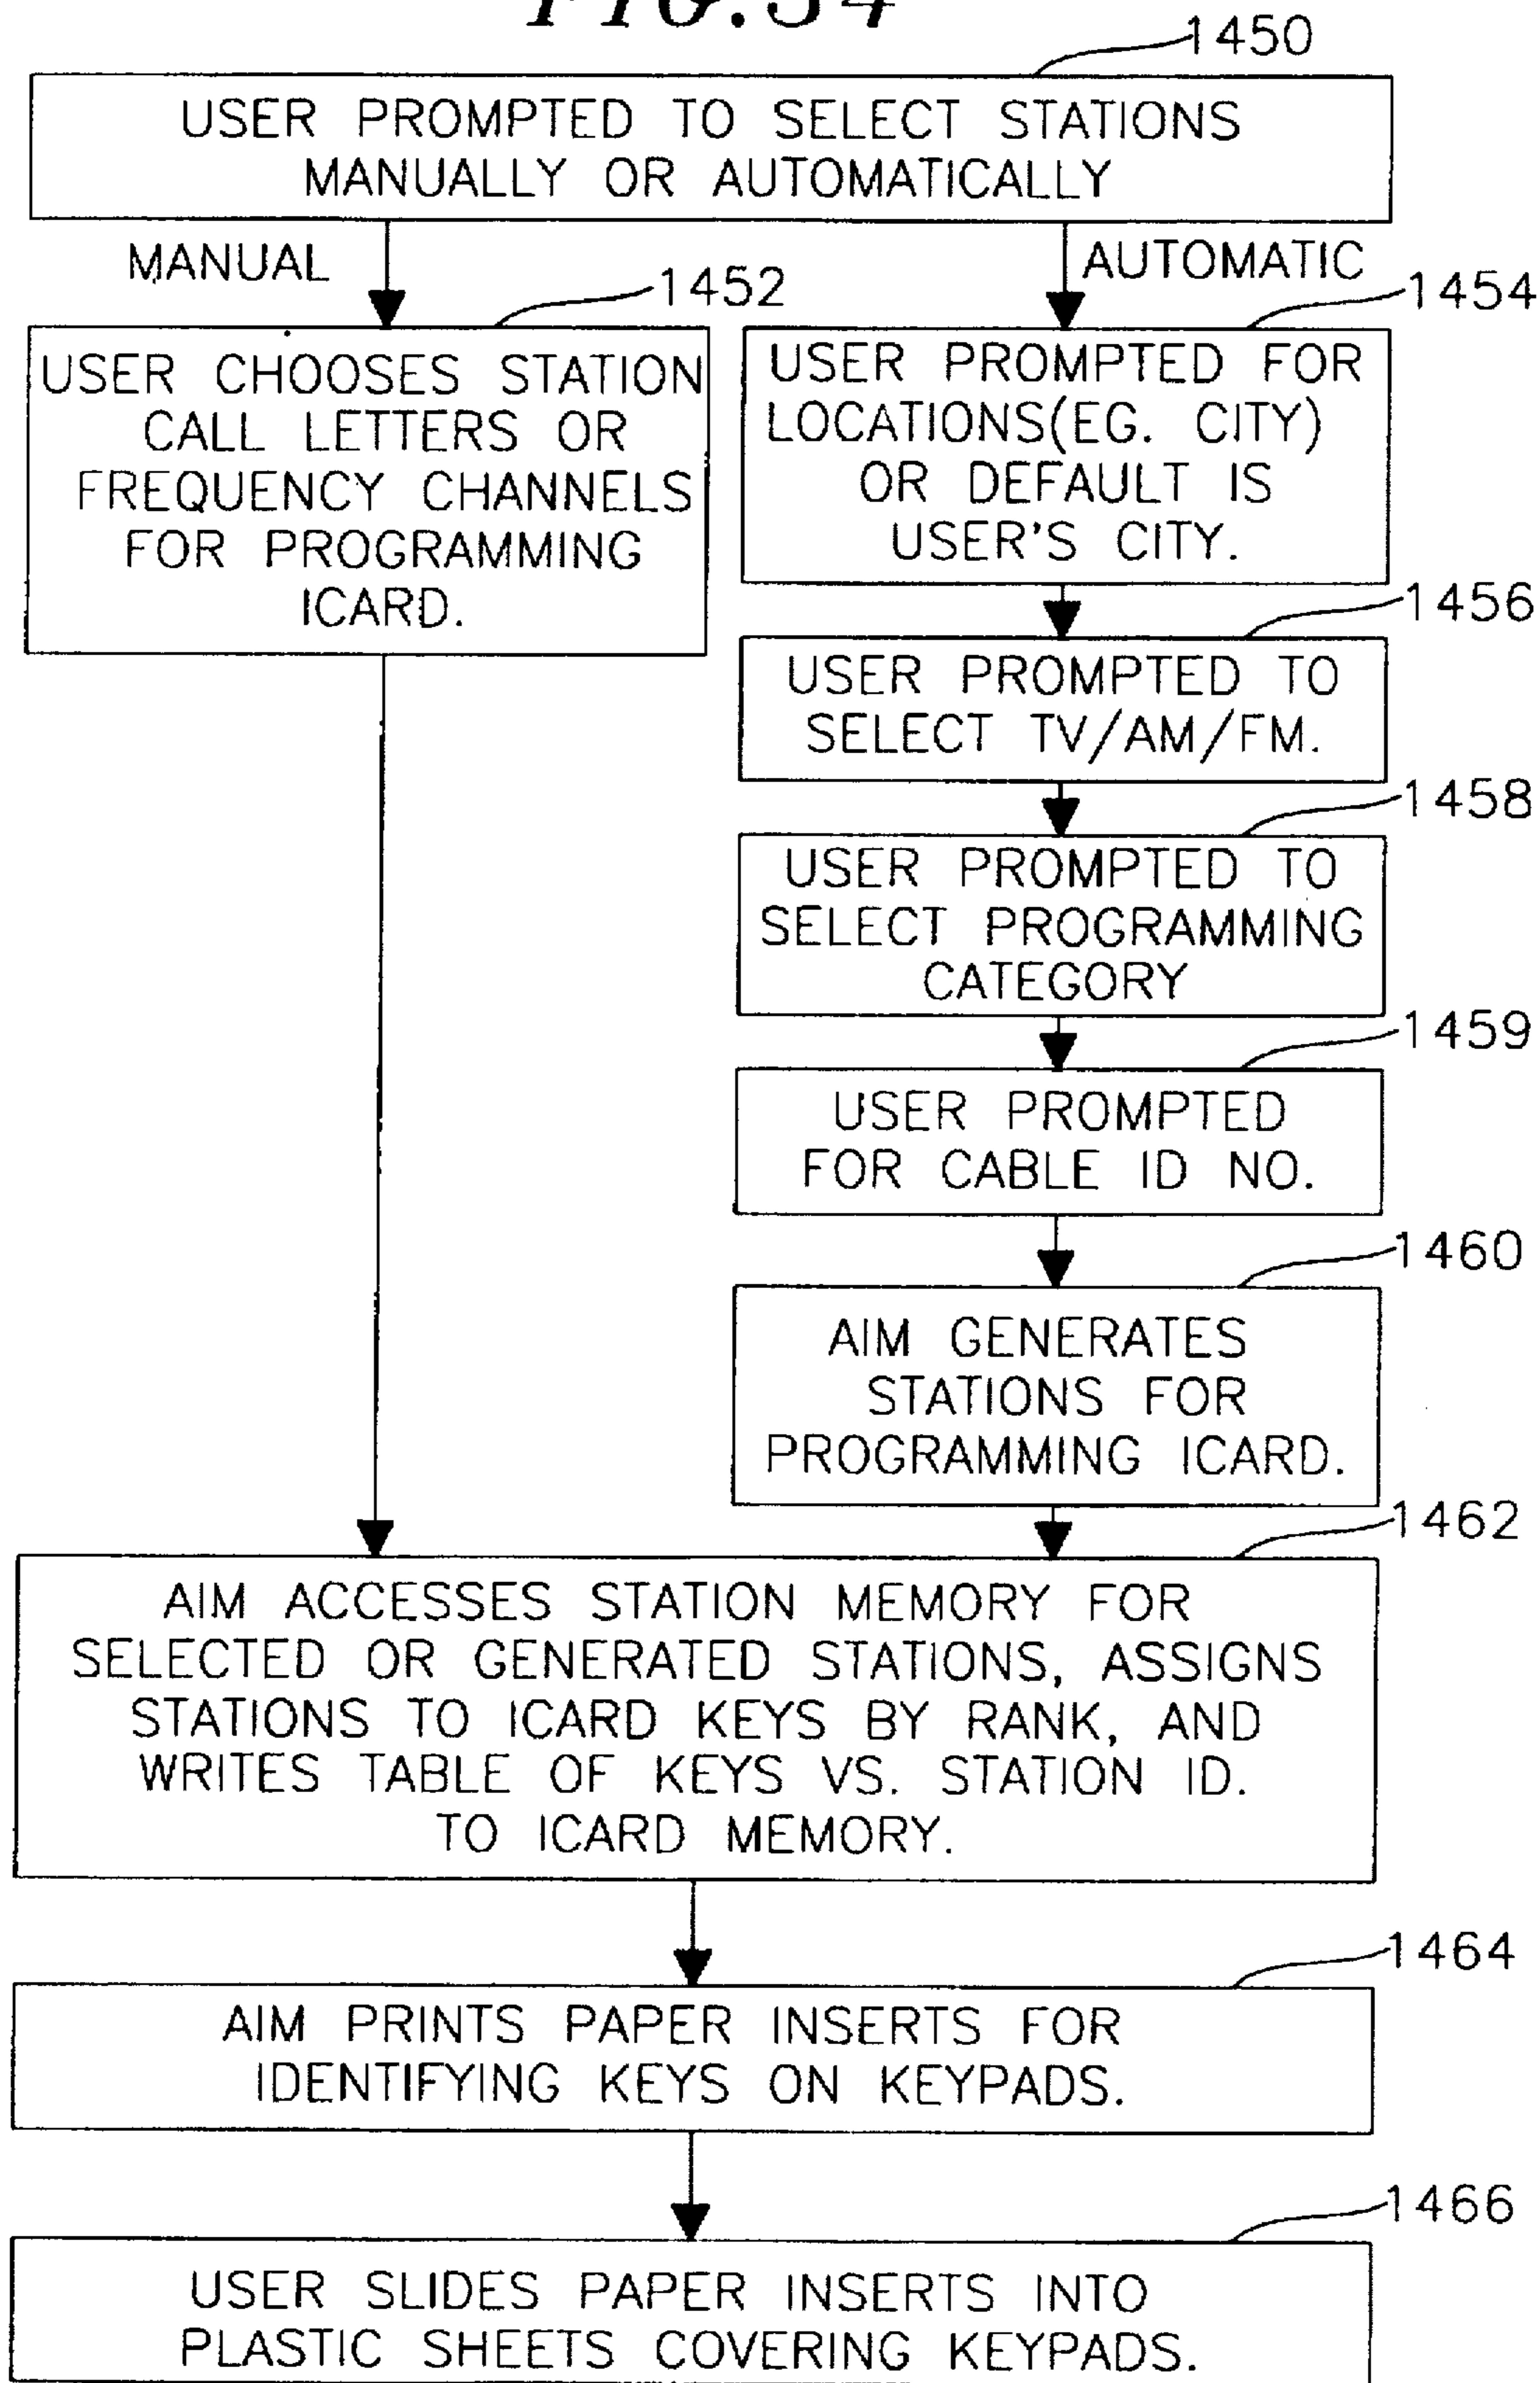 FIG.34
1450
USER PROMPTED TO SELECT STATIONS
MANUALLY OR AUTOMATICALLY
MANUAL
AUTOMATIC
1452
USER CHOOSES STATION
CALL LETTERS OR
FREQUENCY CHANNELS
FOR PROGRAMMING
ICARD.
1454
USER PROMPTED FOR
LOCATIONS(EG. CITY)
OR DEFAULT IS
USER'S CITY.
1456
USER PROMPTED TO
SELECT TV/AM/FM.
1458
USER PROMPTED TO
SELECT PROGRAMMING
CATEGORY
1459
USER PROMPTED
FOR CABLE ID NO.
1460
AIM GENERATES
STATIONS FOR
PROGRAMMING ICARD.
1462
AIM ACCESSES STATION MEMORY FOR
SELECTED OR GENERATED STATIONS, ASSIGNS
STATIONS TO ICARD KEYS BY RANK, AND
WRITES TABLE OF KEYS VS. STATION ID.
TO ICARD MEMORY.
1464
AIM PRINTS PAPER INSERTS FOR
IDENTIFYING KEYS ON KEYPADS.
1466
USER SLIDES PAPER INSERTS INTO
PLASTIC SHEETS COVERING KEYPADS.